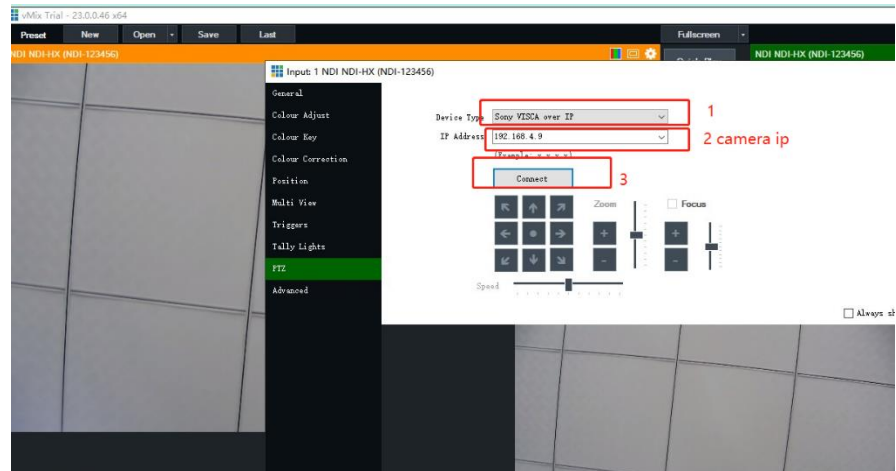 vMix Trial - 23.0.0.46 x64
Preset New Open Save Last Fullscreen
NDI NDI-HX (NDI-123456)
NDI NDI-HX (NDI-123456)
Input: 1 NDI NDI-HX (NDI-123456)
General
Colour Adjust
Colour Key
Colour Correction
Position
Multi View
Triggers
Tally Lights
PTZ
Advanced
Device Type Sony VISCA over IP 1
IP Address 192.168.4.9 2 camera ip
(Example: x.x.x.x)
Connect 3
Zoom Focus
+ +
- -
Speed
Always sh